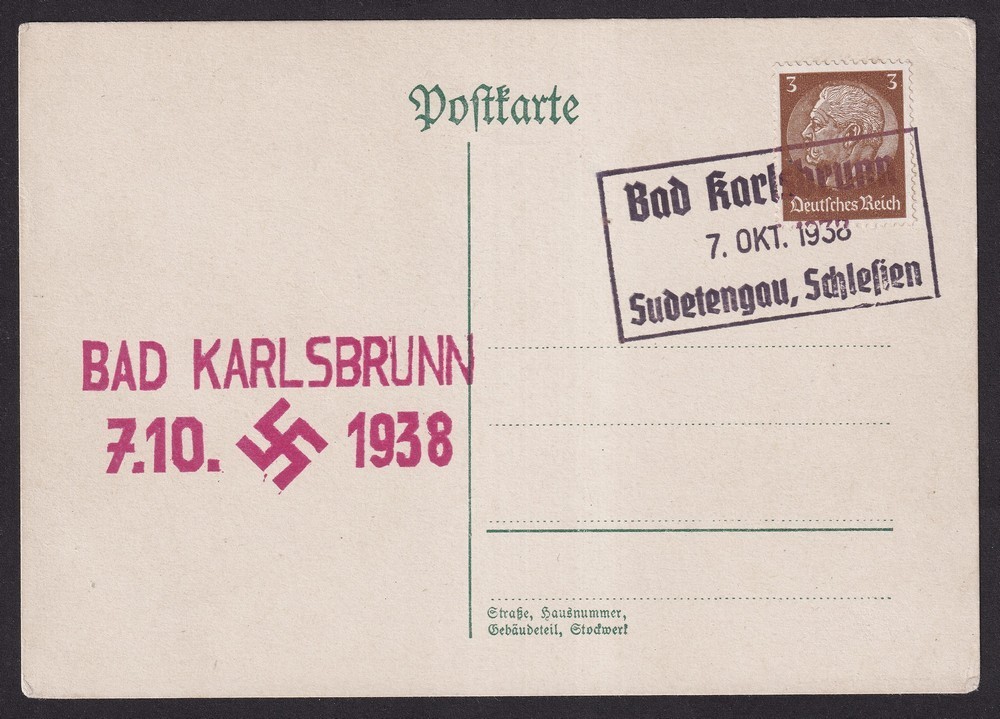 Postkarte
3 3
Deutsches Reich
Bad Karlsbrunn
7. OKT. 1938
Sudetengau, Schlesien
BAD KARLSBRUNN
7.10. 1938
Straße, Hausnummer,
Gebäudeteil, Stockwerk